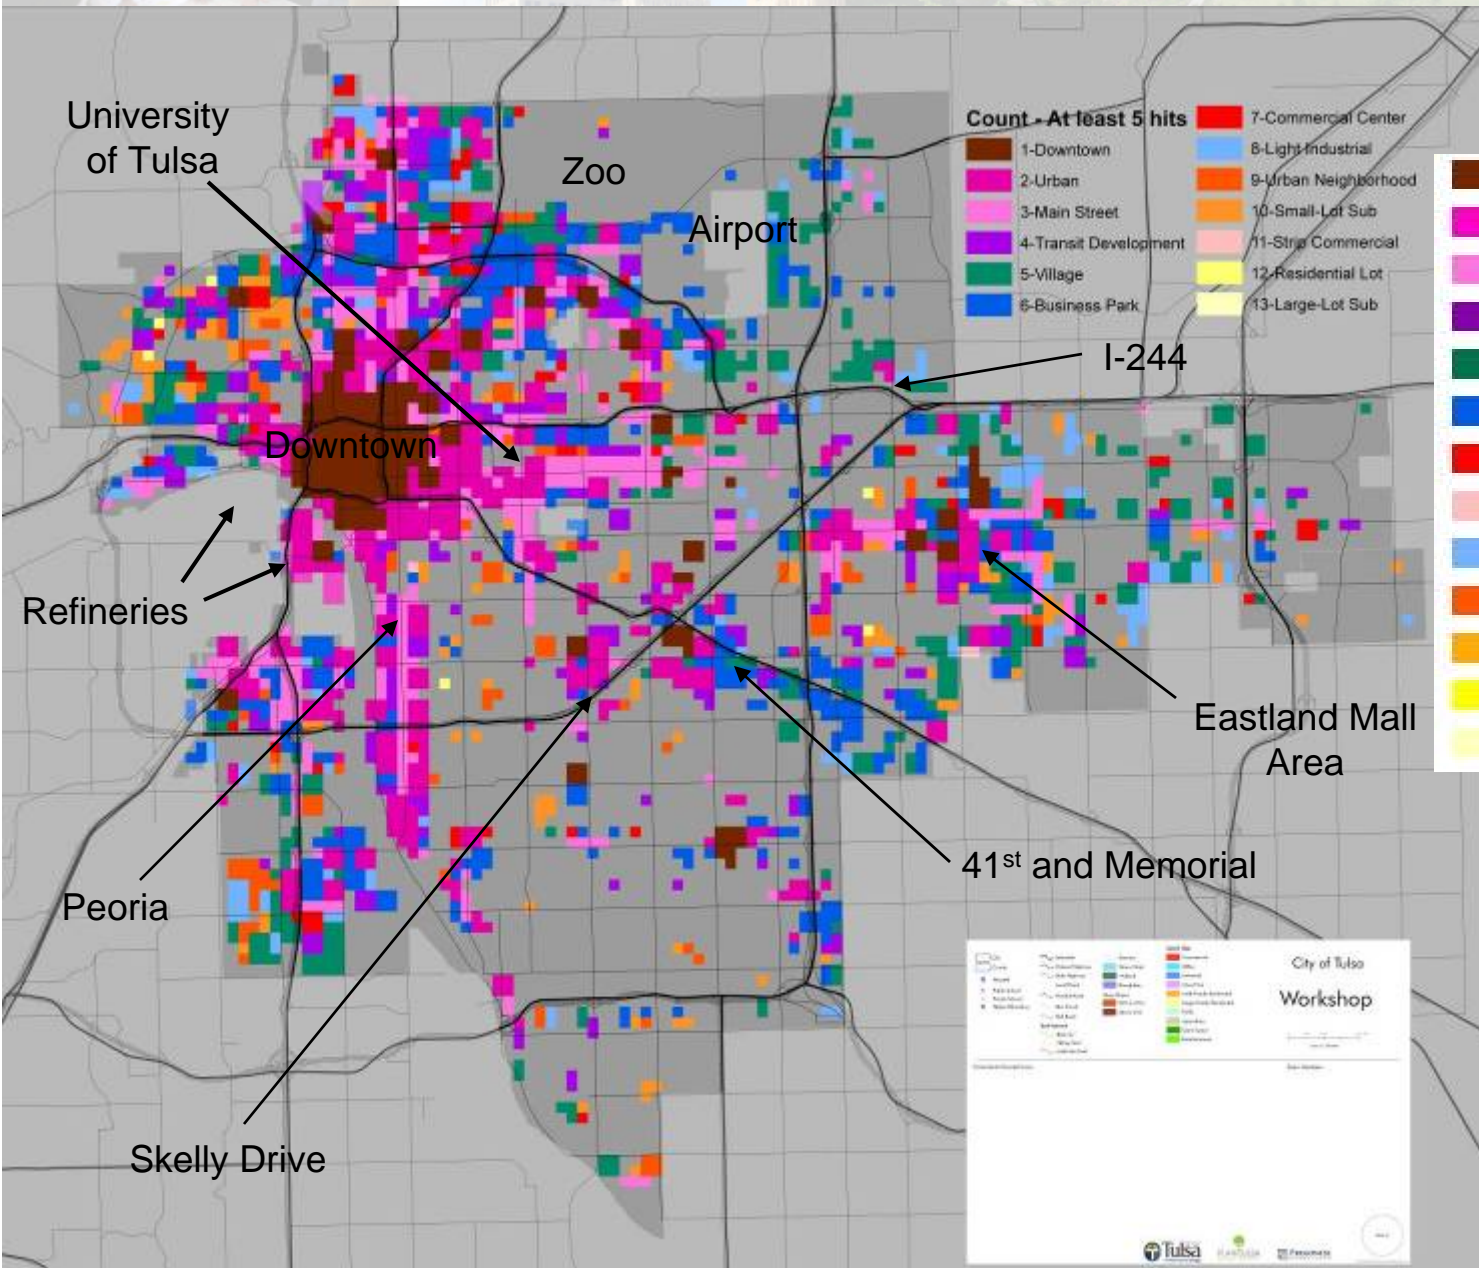 University
of Tulsa
Zoo
Airport
Count - At least 5 hits
1-Downtown
2-Urban
3-Main Street
4-Transit Development
5-Village
6-Business Park
7-Commercial Center
8-Light Industrial
9-Urban Neighborhood
10-Small-Lot Sub
11-Strip Commercial
12-Residential Lot
13-Large-Lot Sub
I-244
Downtown
Refineries
Eastland Mall
Area
Peoria
41st and Memorial
Skelly Drive
City of Tulsa
Workshop
Tulsa